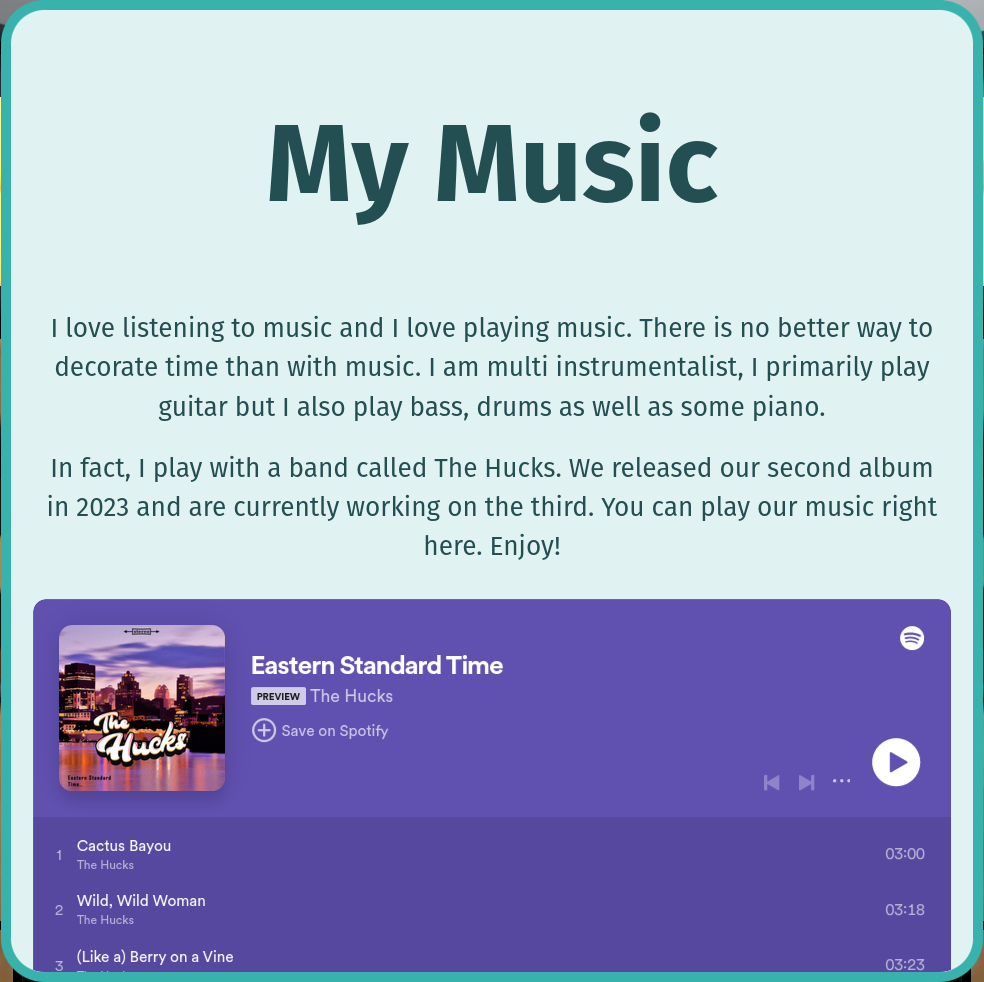 My Music
I love listening to music and I love playing music. There is no better way to
decorate time than with music. I am multi instrumentalist, I primarily play
guitar but I also play bass, drums as well as some piano.
In fact, I play with a band called The Hucks. We released our second album
in 2023 and are currently working on the third. You can play our music right
here. Enjoy!
The
Hucks
Eastern Standard
Time.
Eastern Standard Time
PREVIEW The Hucks
Save on Spotify
1 Cactus Bayou 03:00
The Hucks
2 Wild, Wild Woman 03:18
The Hucks
3 (Like a) Berry on a Vine 03:23